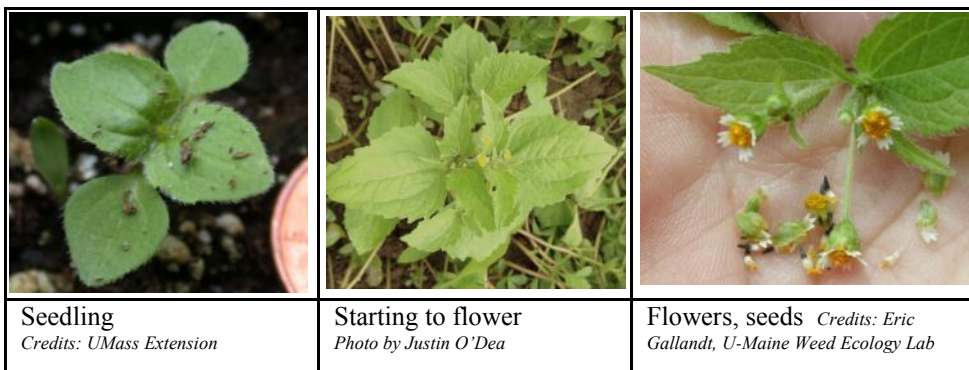 Seedling
Credits: UMass Extension
Starting to flower
Photo by Justin O’Dea
Flowers, seeds Credits: Eric
Gallandt, U-Maine Weed Ecology Lab